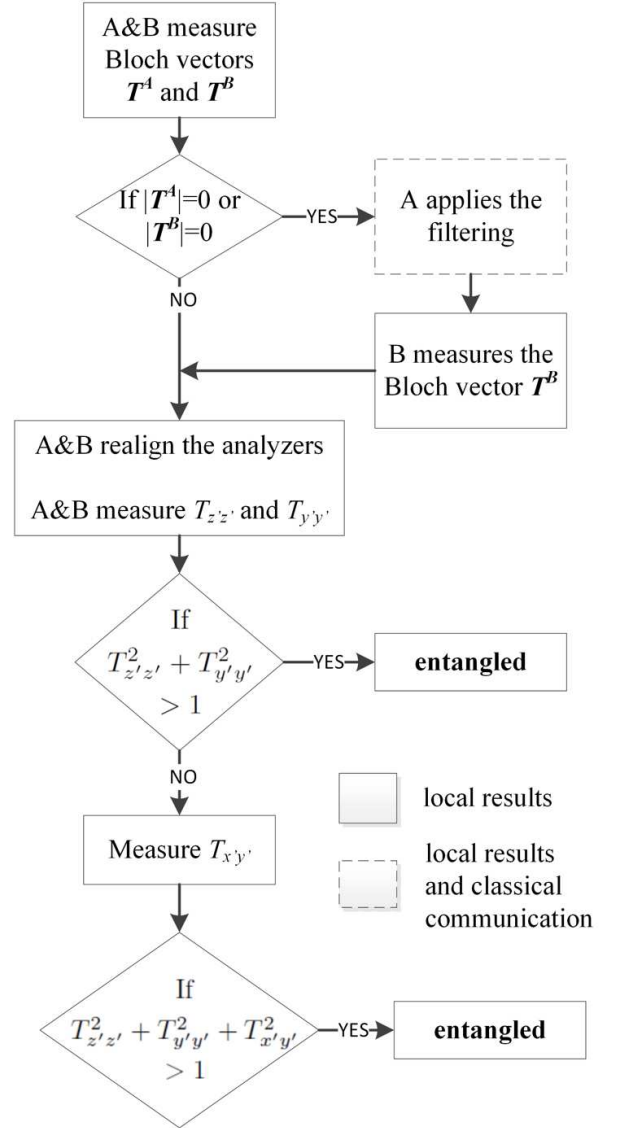 A&B measure
Bloch vectors
T^A and T^B
If |T^A|=0 or
|T^B|=0
YES
A applies the
filtering
NO
B measures the
Bloch vector T^B
A&B realign the analyzers
A&B measure T_{z'z'} and T_{y'y'}
If
T^2_{z'z'} + T^2_{y'y'}
> 1
YES
entangled
NO
local results
Measure T_{x'y'}
local results
and classical
communication
If
T^2_{z'z'} + T^2_{y'y'} + T^2_{x'y'}
> 1
YES
entangled